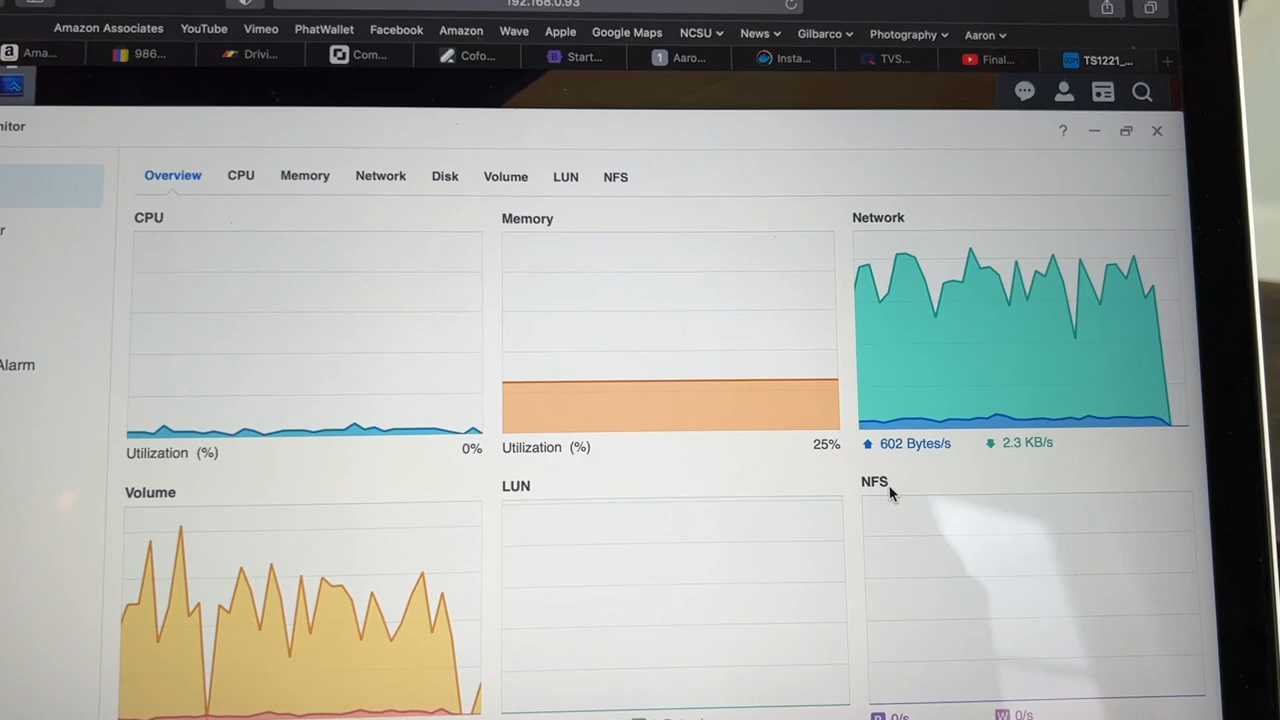 192.168.0.93
Amazon Associates YouTube Vimeo PhatWallet Facebook Amazon Wave Apple Google Maps NCSU News Gilbarco Photography Aaron
a Ama... 986... Drivi... Com... Cofo... B Start... 1 Aaro... Insta... TVS... Final... DSM TS1221_...
nitor
?
Overview CPU Memory Network Disk Volume LUN NFS
r
Alarm
CPU Memory Network
Utilization (%) 0% Utilization (%) 25% 602 Bytes/s 2.3 KB/s
Volume LUN NFS
R 0/s W 0/s